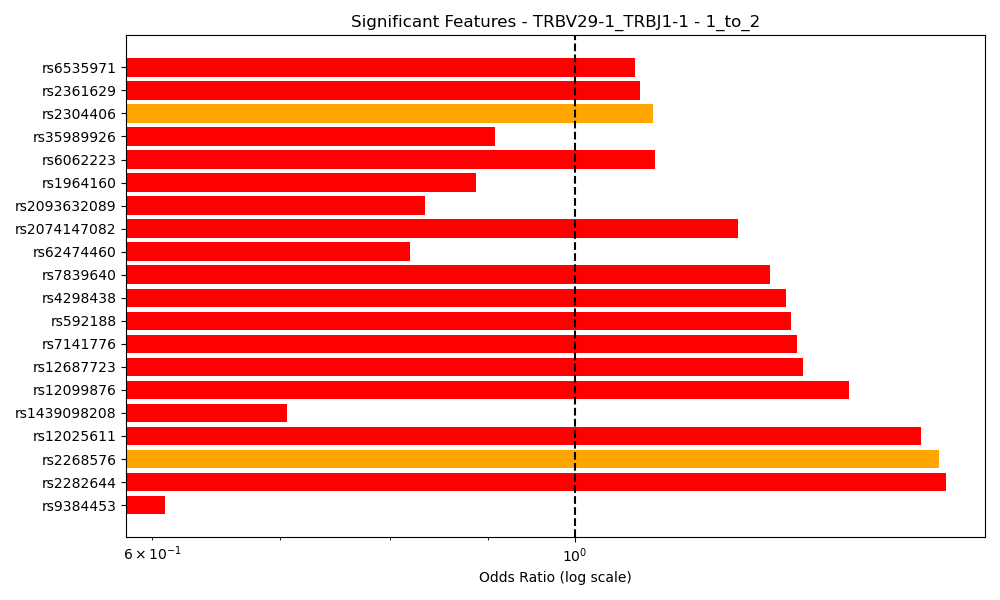 Significant Features - TRBV29-1_TRBJ1-1 - 1_to_2
rs6535971
rs2361629
rs2304406
rs35989926
rs6062223
rs1964160
rs2093632089
rs2074147082
rs62474460
rs7839640
rs4298438
rs592188
rs7141776
rs12687723
rs12099876
rs1439098208
rs12025611
rs2268576
rs2282644
rs9384453
6 × 10⁻¹ 10⁰
Odds Ratio (log scale)